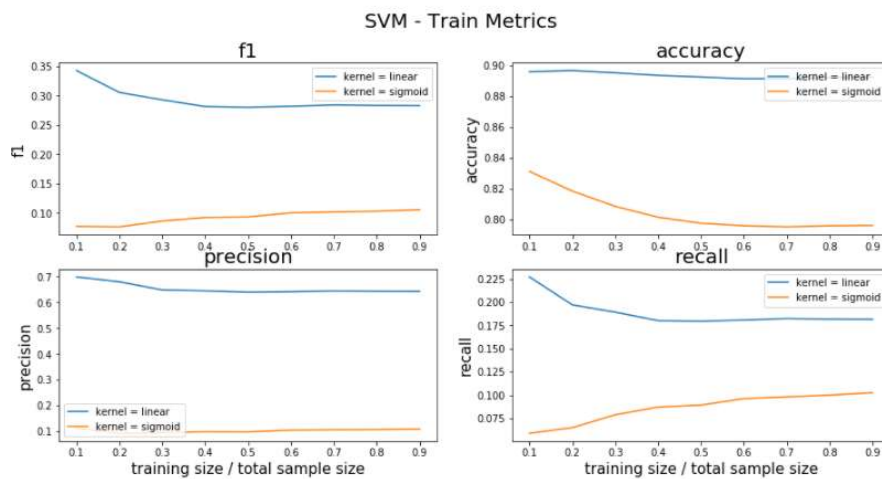 SVM - Train Metrics
f1
f1
0.35
0.30
0.25
0.20
0.15
0.10
kernel = linear
kernel = sigmoid
0.1 0.2 0.3 0.4 0.5 0.6 0.7 0.8 0.9
accuracy
accuracy
0.90
0.88
0.86
0.84
0.82
0.80
kernel = linear
kernel = sigmoid
0.1 0.2 0.3 0.4 0.5 0.6 0.7 0.8 0.9
precision
precision
0.7
0.6
0.5
0.4
0.3
0.2
0.1
kernel = linear
kernel = sigmoid
0.1 0.2 0.3 0.4 0.5 0.6 0.7 0.8 0.9
training size / total sample size
recall
recall
0.225
0.200
0.175
0.150
0.125
0.100
0.075
kernel = linear
kernel = sigmoid
0.1 0.2 0.3 0.4 0.5 0.6 0.7 0.8 0.9
training size / total sample size